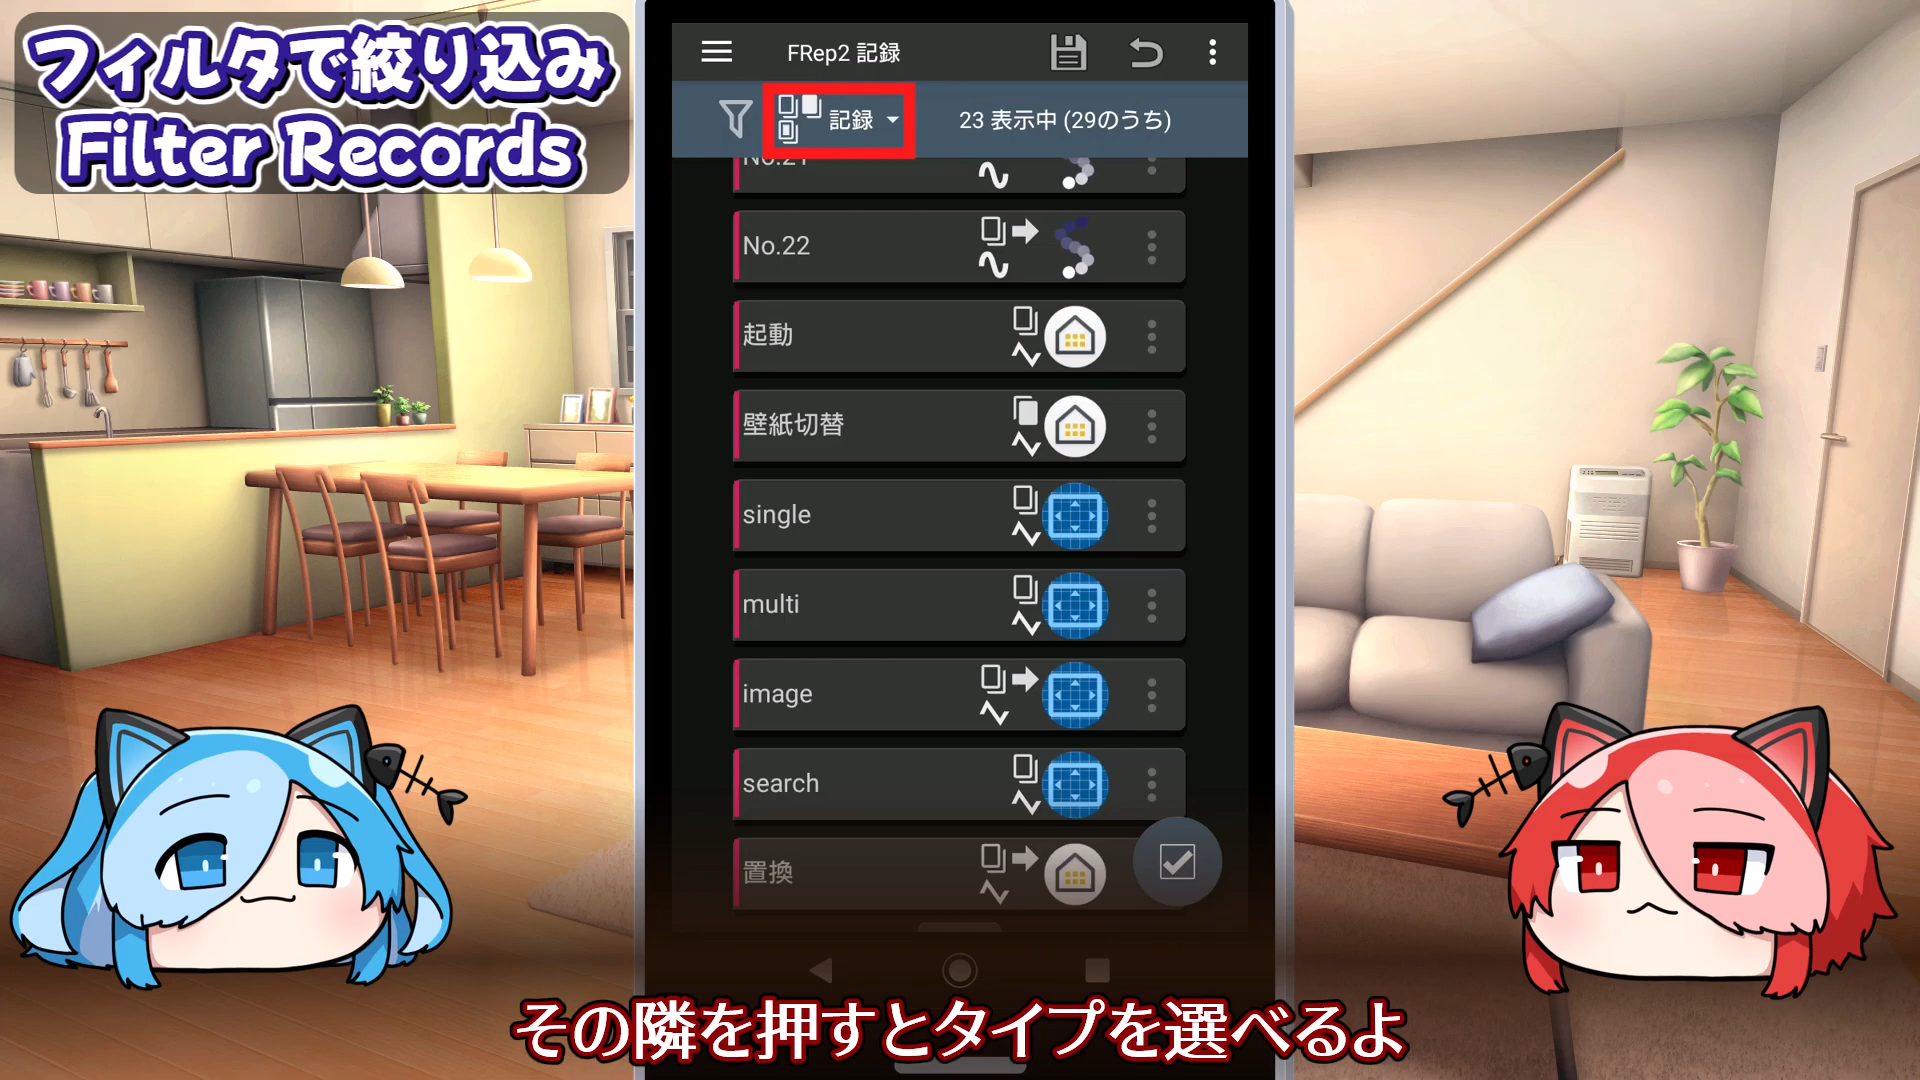 フィルタで絞り込み
Filter Records
FRep2 記録
記録
23 表示中 (29のうち)
No.21
No.22
起動
壁紙切替
single
multi
image
search
置換
その隣を押すとタイプを選べるよ